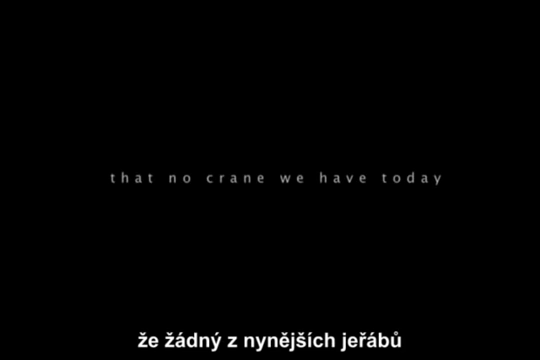 that no crane we have today
že žádný z nynějších jeřábů